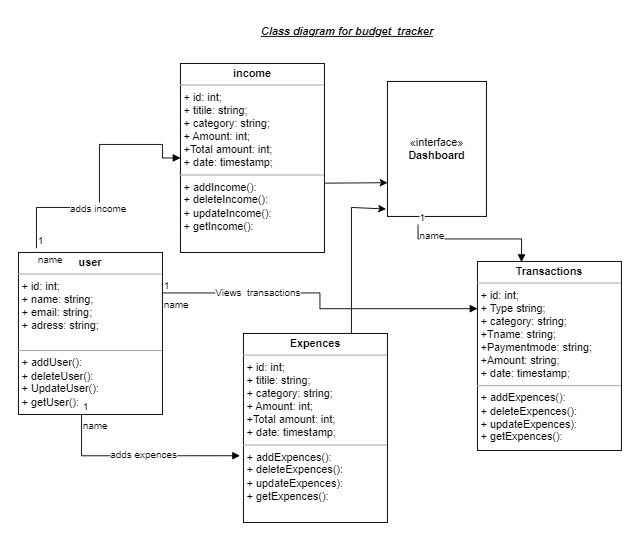 Class diagram for budget tracker
income
+ id: int;
+ titile: string;
+ category: string;
+ Amount: int;
+Total amount: int;
+ date: timestamp;
+ addIncome():
+ deleteIncome():
+ updateIncome():
+ getIncome():
«interface»
Dashboard
adds income
1
name
1
name
user
+ id: int;
+ name: string;
+ email: string;
+ adress: string;
+ addUser():
+ deleteUser():
+ UpdateUser():
+ getUser():
1
name
Views transactions
1
name
adds expences
Expences
+ id: int;
+ titile: string;
+ category: string;
+ Amount: int;
+Total amount: int;
+ date: timestamp;
+ addExpences():
+ deleteExpences():
+ updateExpences):
+ getExpences():
Transactions
+ id: int;
+ Type string;
+ category: string;
+Tname: string;
+Paymentmode: string;
+Amount: string;
+ date: timestamp;
+ addExpences():
+ deleteExpences():
+ updateExpences):
+ getExpences():